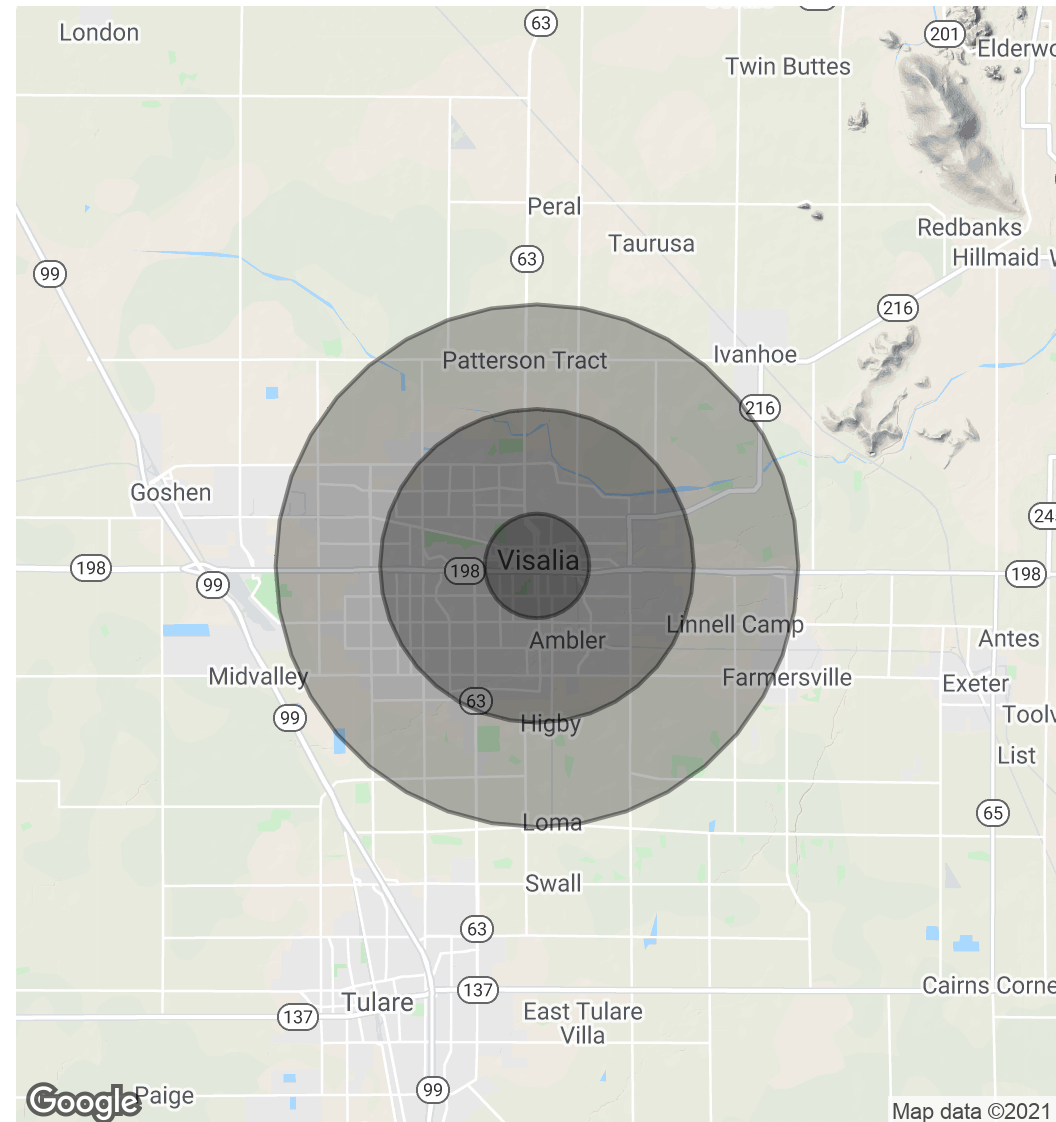 London
63
201
Elderwo
Twin Buttes
Peral
Redbanks
Taurusa
Hillmaid
63
99
216
Ivanhoe
Patterson Tract
216
Goshen
24
198
Visalia
198
198
99
Linnell Camp
Ambler
Antes
Midvalley
Farmersville
Exeter
63
Toolv
99
Higby
List
65
Loma
Swall
63
Cairns Corne
137
Tulare
East Tulare
Villa
137
99
Paige
Google
Map data ©2021